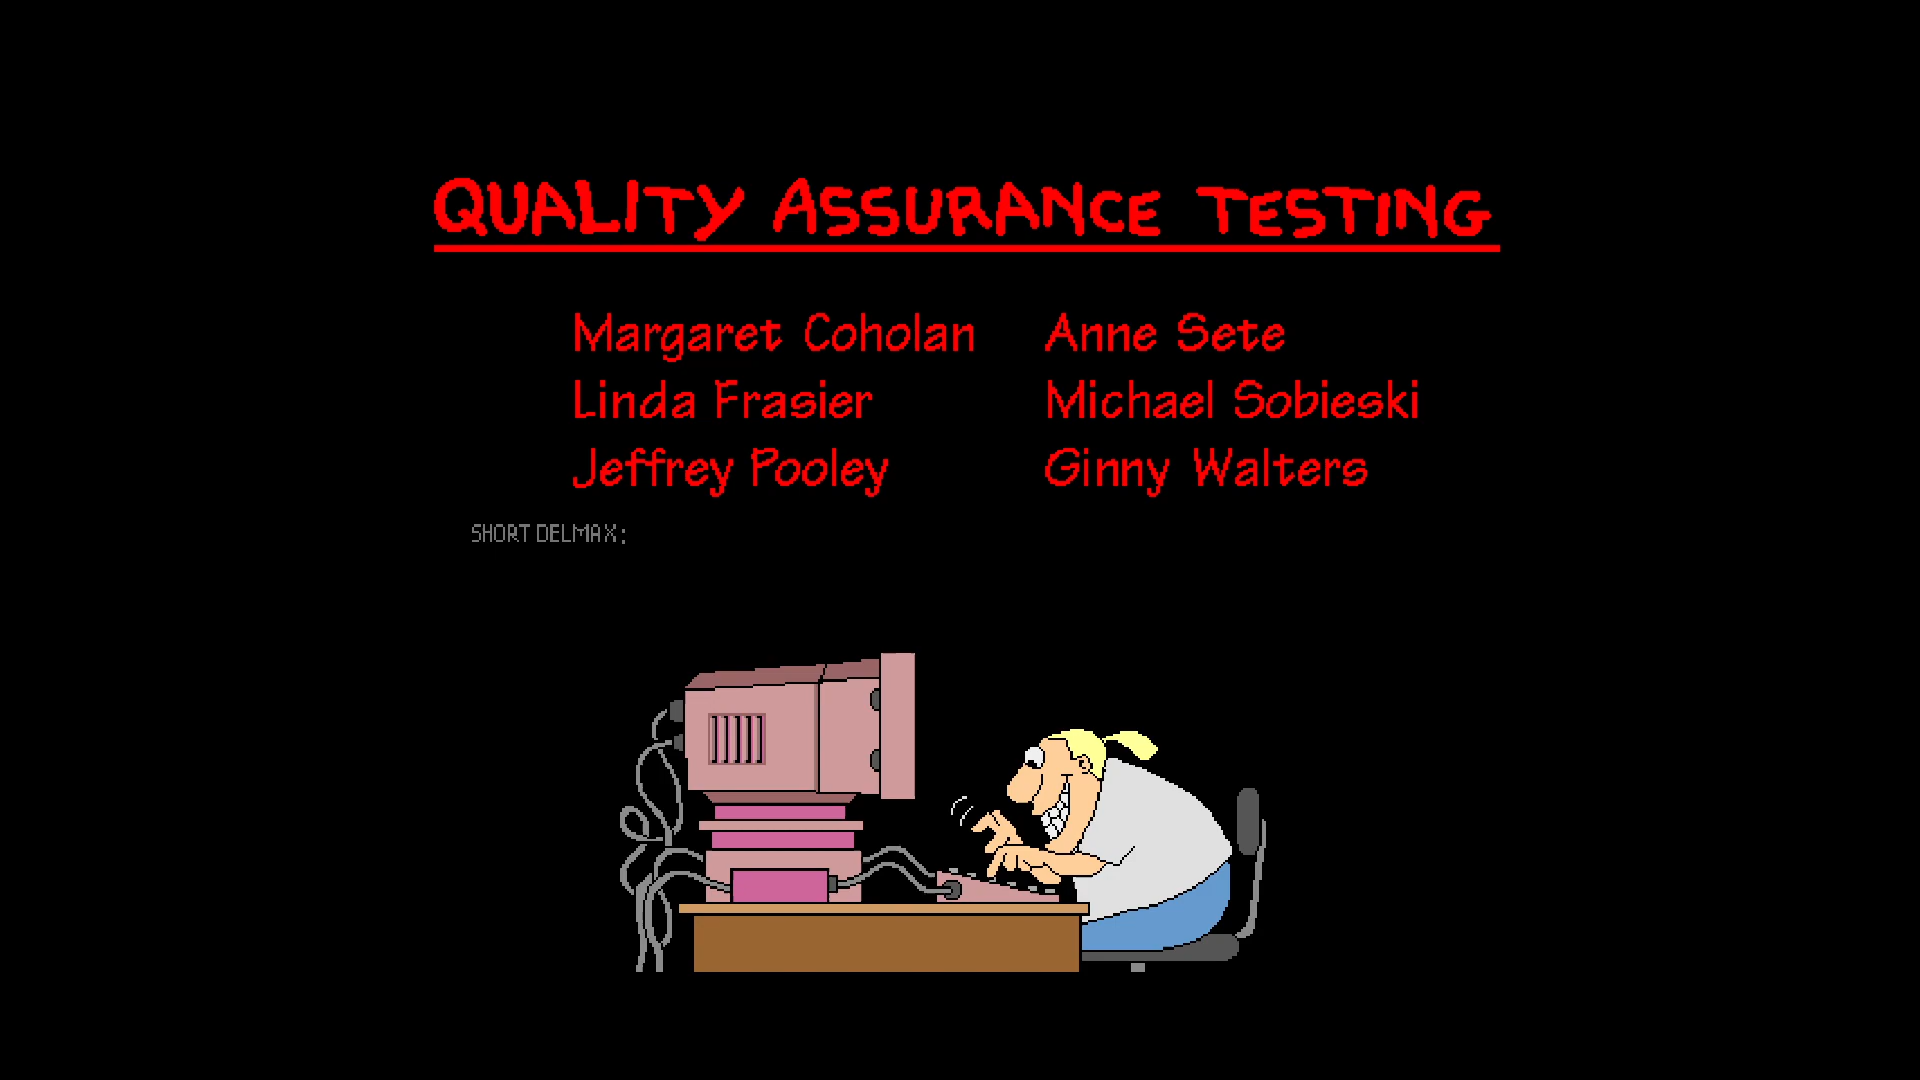 QUALITY ASSURANCE TESTING
Margaret Coholan
Anne Sete
Linda Frasier
Michael Sobieski
Jeffrey Pooley
Ginny Walters
SHORT DELMAX: